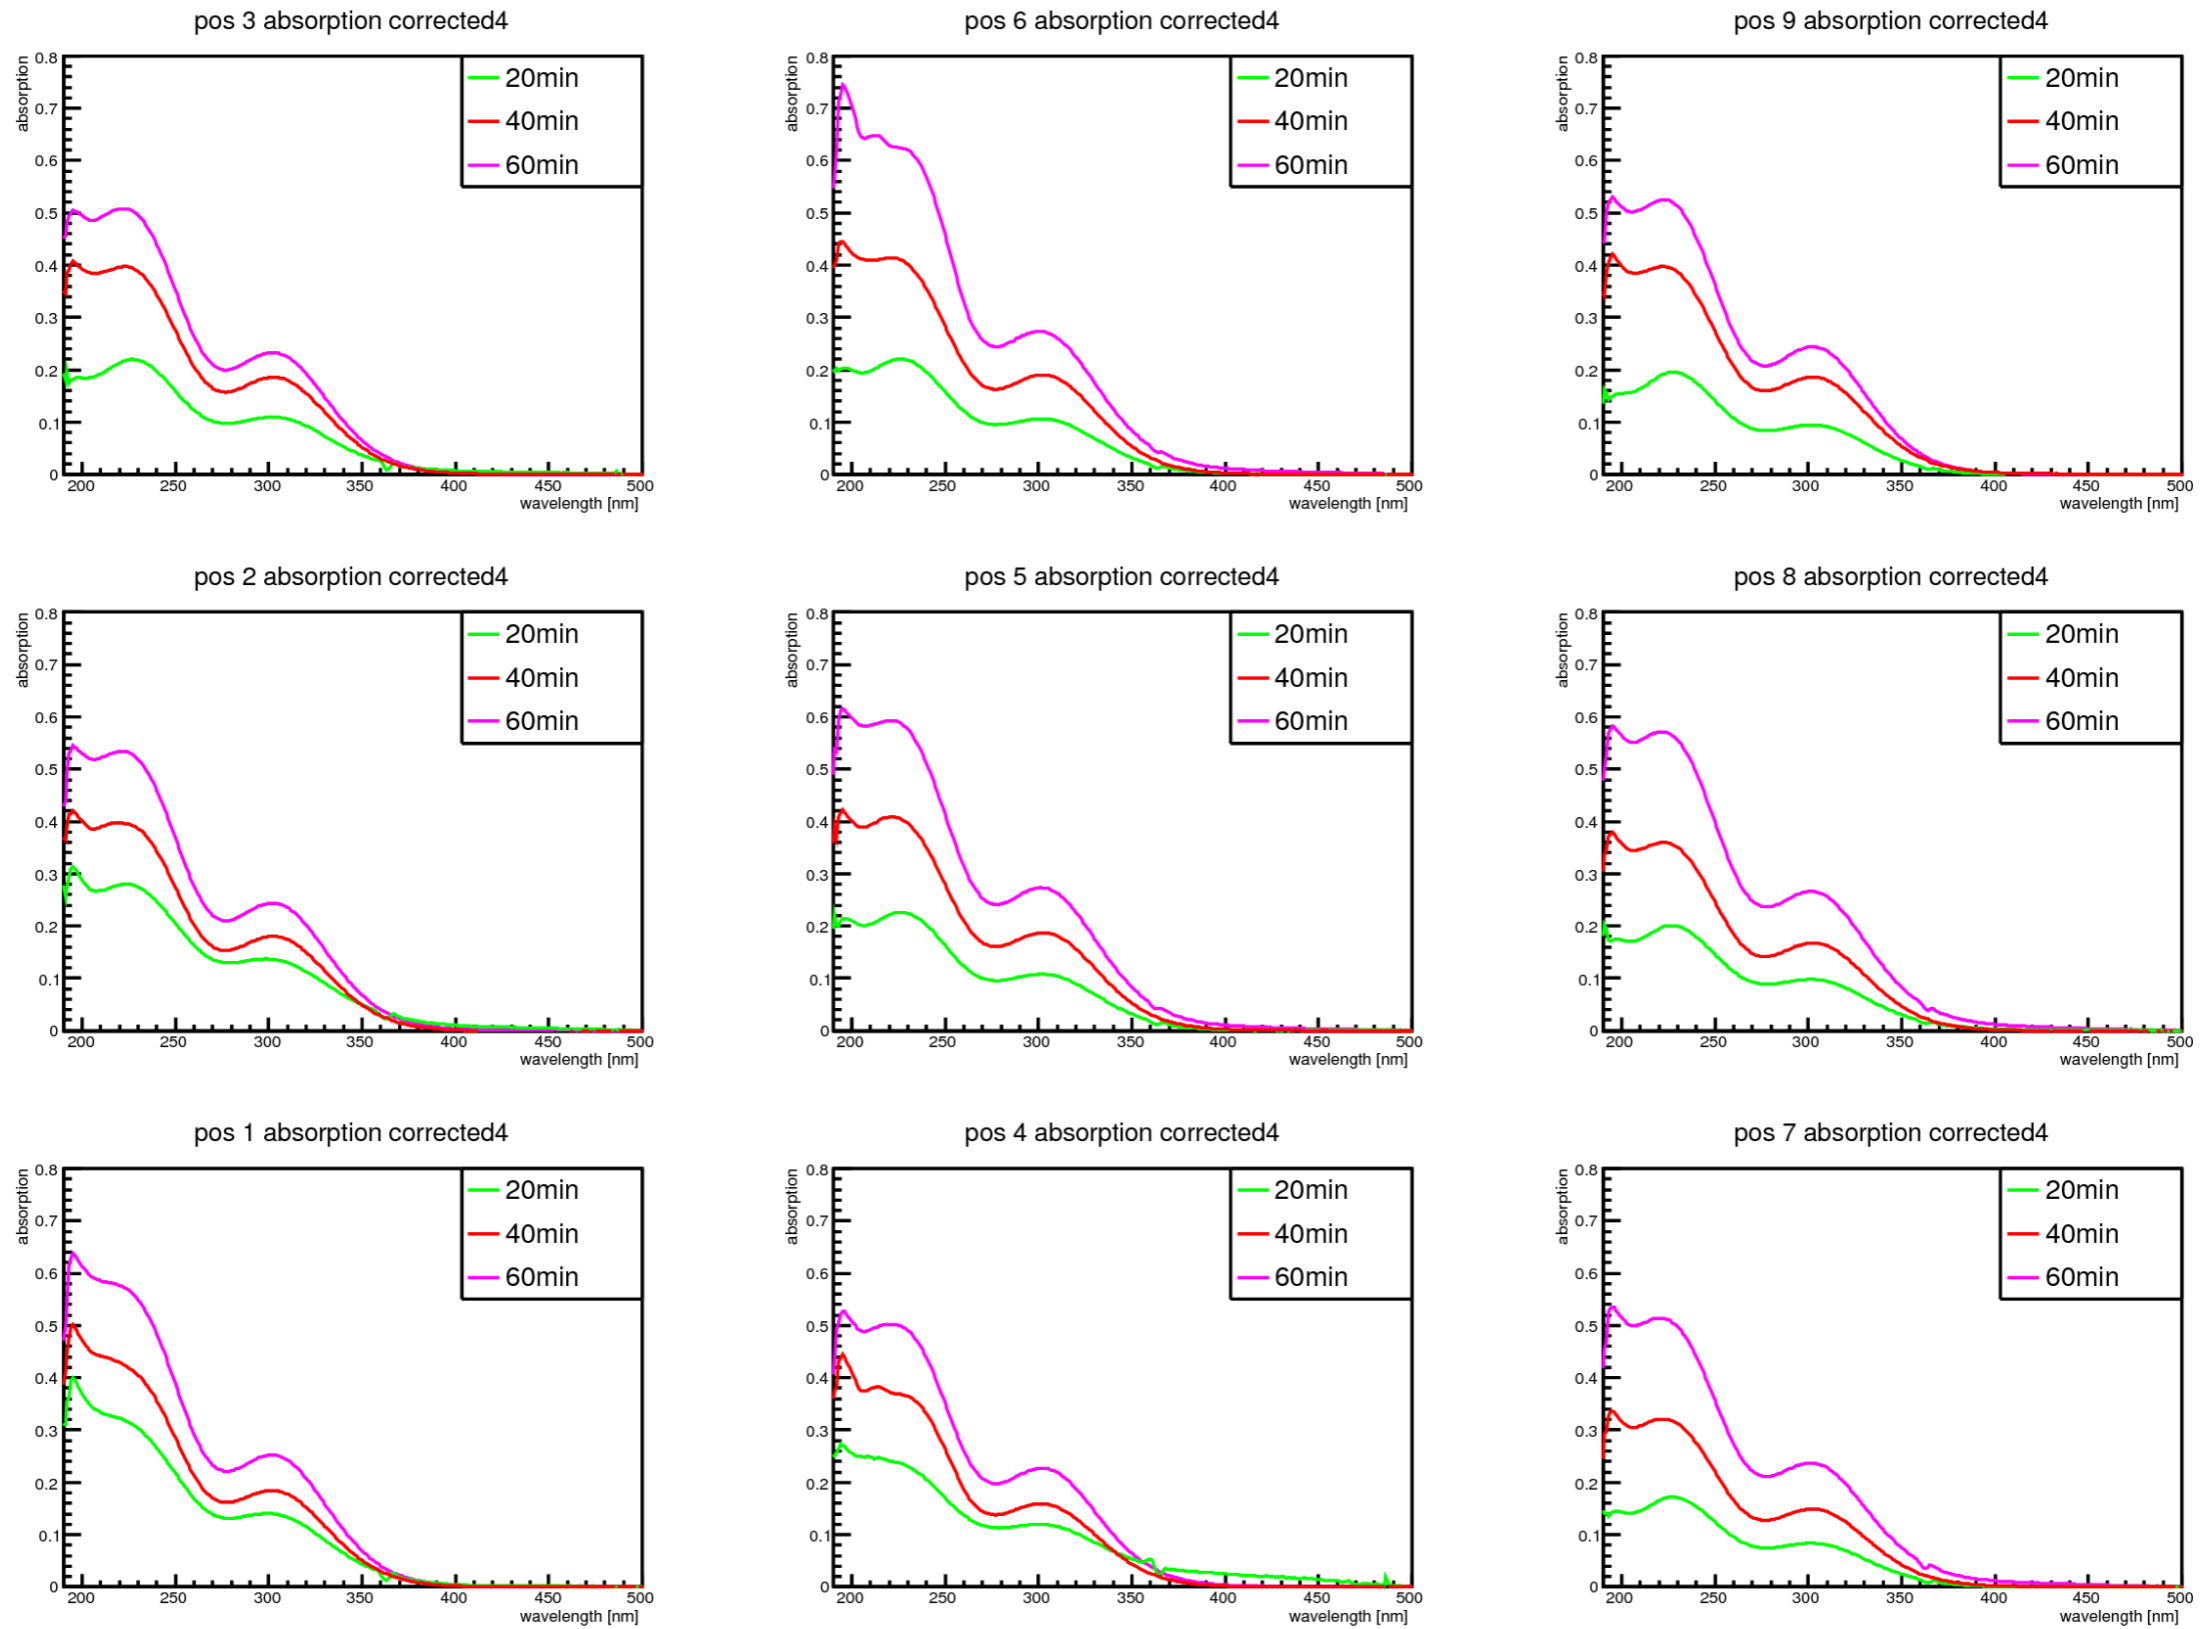 pos 3 absorption corrected4
absorption
0.8
0.7
0.6
0.5
0.4
0.3
0.2
0.1
0
20min
40min
60min
200 250 300 350 400 450 500
wavelength [nm]
pos 6 absorption corrected4
absorption
0.8
0.7
0.6
0.5
0.4
0.3
0.2
0.1
0
20min
40min
60min
200 250 300 350 400 450 500
wavelength [nm]
pos 9 absorption corrected4
absorption
0.8
0.7
0.6
0.5
0.4
0.3
0.2
0.1
0
20min
40min
60min
200 250 300 350 400 450 500
wavelength [nm]
pos 2 absorption corrected4
absorption
0.8
0.7
0.6
0.5
0.4
0.3
0.2
0.1
0
20min
40min
60min
200 250 300 350 400 450 500
wavelength [nm]
pos 5 absorption corrected4
absorption
0.8
0.7
0.6
0.5
0.4
0.3
0.2
0.1
0
20min
40min
60min
200 250 300 350 400 450 500
wavelength [nm]
pos 8 absorption corrected4
absorption
0.8
0.7
0.6
0.5
0.4
0.3
0.2
0.1
0
20min
40min
60min
200 250 300 350 400 450 500
wavelength [nm]
pos 1 absorption corrected4
absorption
0.8
0.7
0.6
0.5
0.4
0.3
0.2
0.1
0
20min
40min
60min
200 250 300 350 400 450 500
wavelength [nm]
pos 4 absorption corrected4
absorption
0.8
0.7
0.6
0.5
0.4
0.3
0.2
0.1
0
20min
40min
60min
200 250 300 350 400 450 500
wavelength [nm]
pos 7 absorption corrected4
absorption
0.8
0.7
0.6
0.5
0.4
0.3
0.2
0.1
0
20min
40min
60min
200 250 300 350 400 450 500
wavelength [nm]